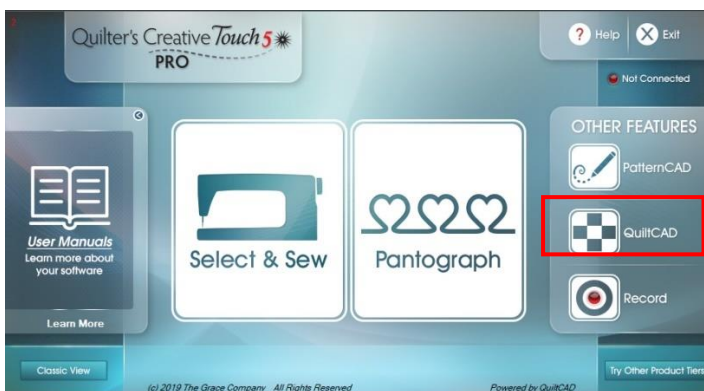 Quilter's Creative Touch 5
PRO
? Help
X Exit
Not Connected
User Manuals
Learn more about
your software
Learn More
Select & Sew
Pantograph
OTHER FEATURES
PatternCAD
QuiltCAD
Record
Classic View
(c) 2019 The Grace Company All Rights Reserved
Powered by QuiltCAD
Try Other Product Tiers